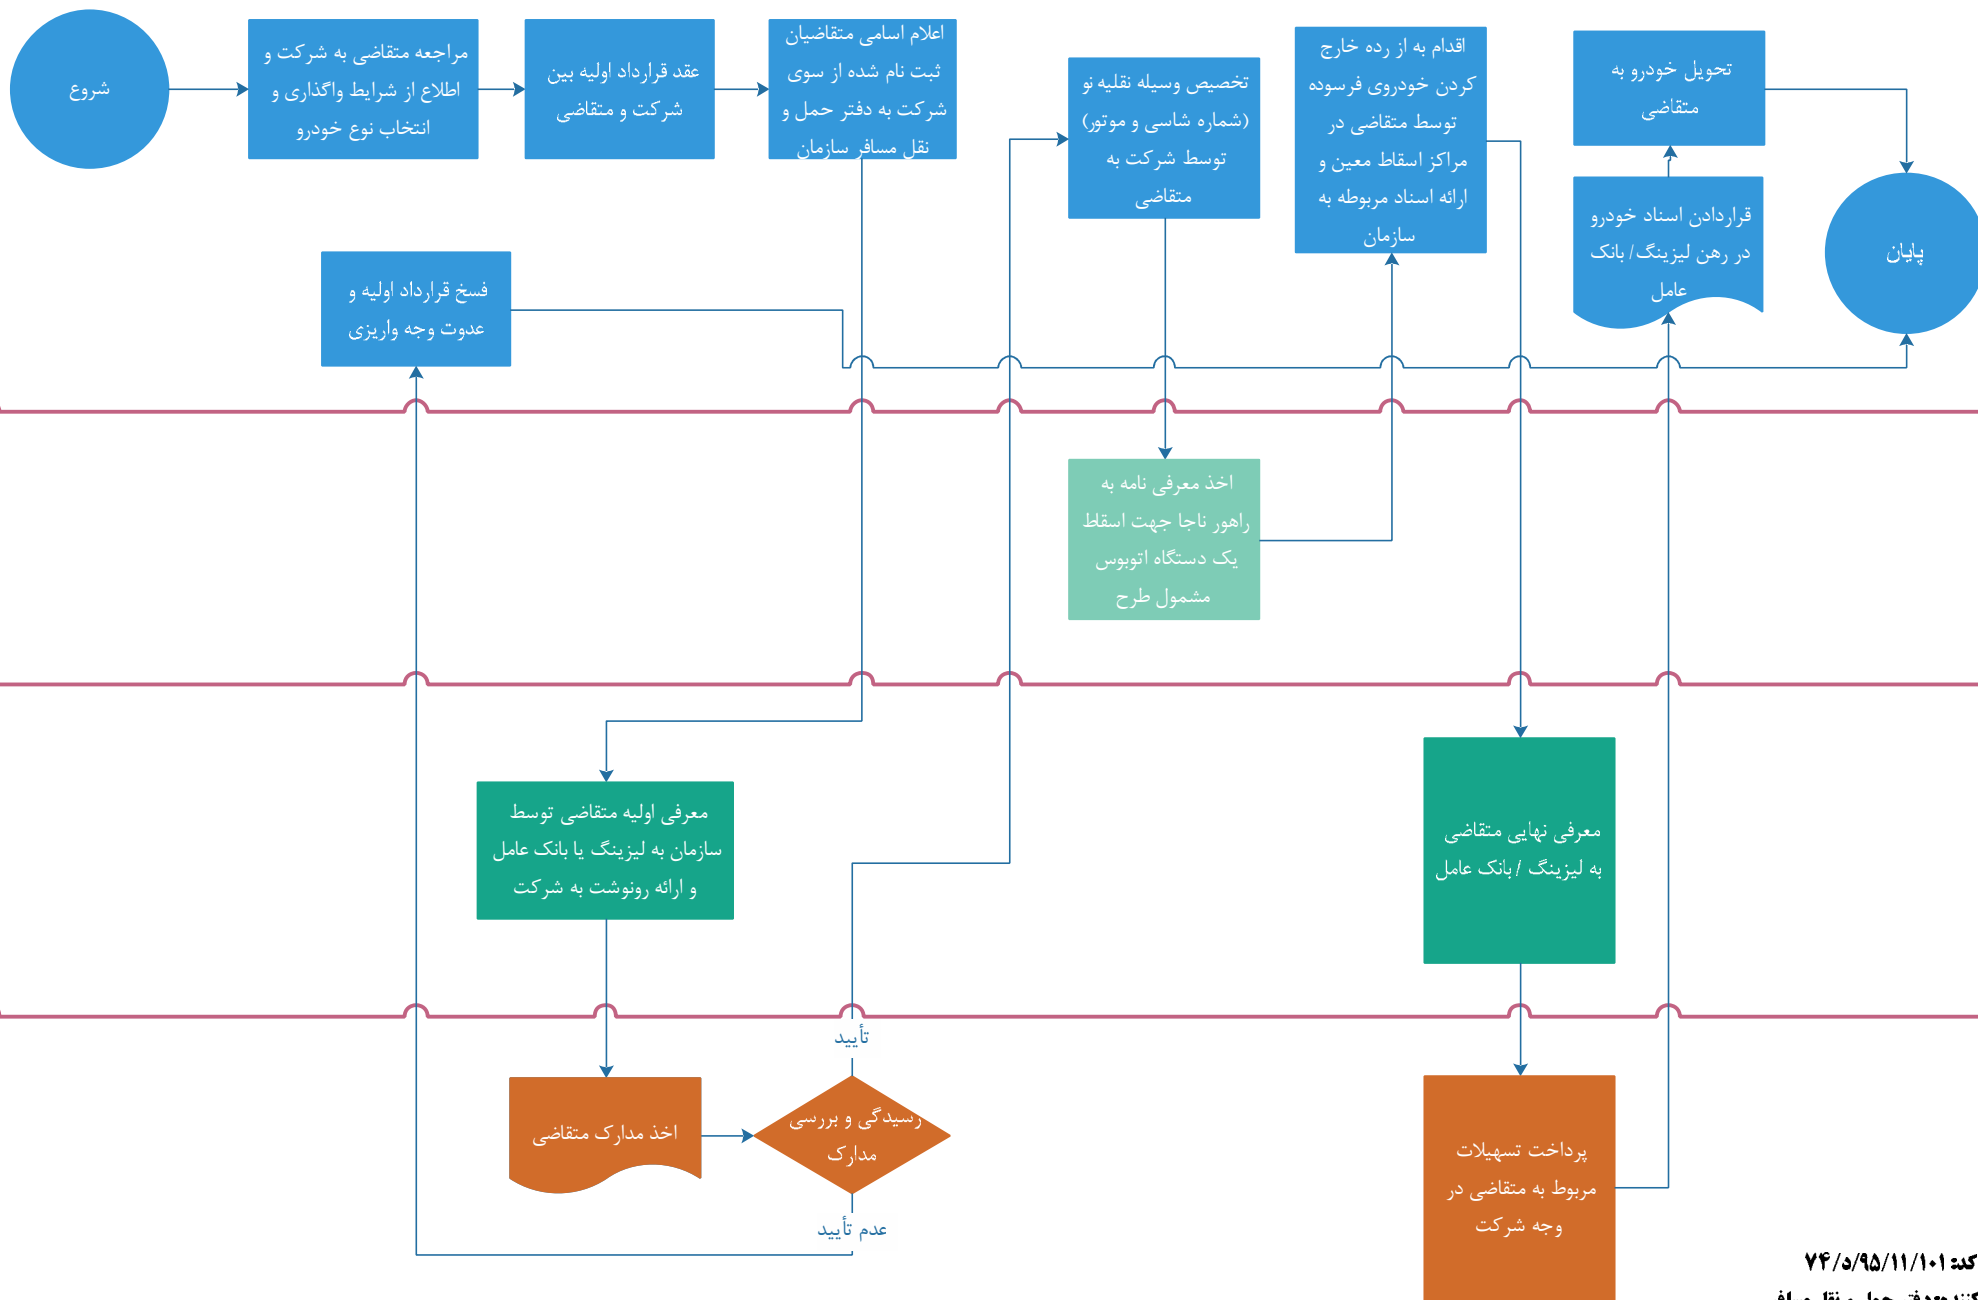 شروع
مراجعه متقاضی به شرکت و
اطلاع از شرایط واگذاری و
انتخاب نوع خودرو
عقد قرارداد اولیه بین
شرکت و متقاضی
اعلام اسامی متقاضیان
ثبت نام شده از سوی
شرکت به دفتر حمل و
نقل مسافر سازمان
تخصیص وسیله نقلیه نو
(شماره شاسی و موتور)
توسط شرکت به
متقاضی
اقدام به از رده خارج
کردن خودروی فرسوده
توسط متقاضی در
مراکز اسقاط معین و
ارائه اسناد مربوطه به
سازمان
تحویل خودرو به
متقاضی
قراردادن اسناد خودرو
در رهن لیزینگ/ بانک
عامل
پایان
فسخ قرارداد اولیه و
عدوت وجه واریزی
اخذ معرفی نامه به
راهور ناجا جهت اسقاط
یک دستگاه اتوبوس
مشمول طرح
معرفی اولیه متقاضی توسط
سازمان به لیزینگ یا بانک عامل
و ارائه رونوشت به شرکت
معرفی نهایی متقاضی
به لیزینگ / بانک عامل
تأیید
اخذ مدارک متقاضی
رسیدگی و بررسی
مدارک
عدم تأیید
پرداخت تسهیلات
مربوط به متقاضی در
وجه شرکت
کد: ۷۴/د/۹۵/۱۱/۱۰۱
دفتر حمل و نقل مسافر